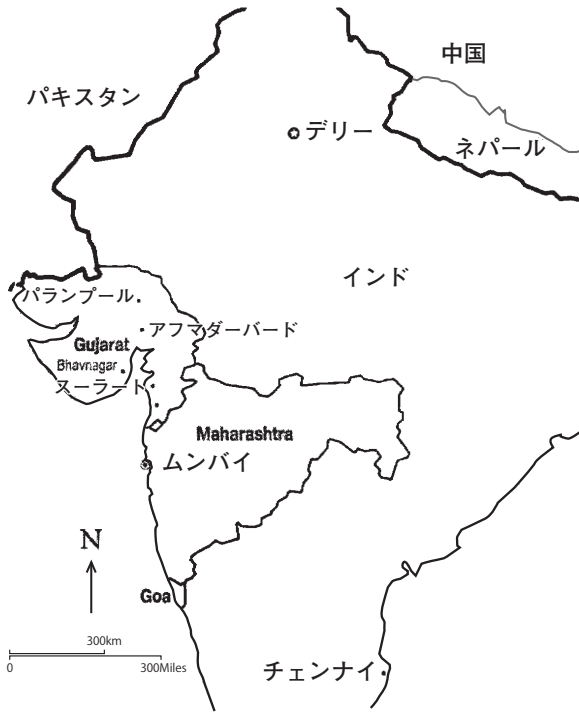 中国
パキスタン
デリー
ネパール
インド
パランプール
アフマダーバード
Gujarat
Bhavnagar
スーラート
Maharashtra
ムンバイ
N
Goa
300km
0 300Miles
チェンナイ